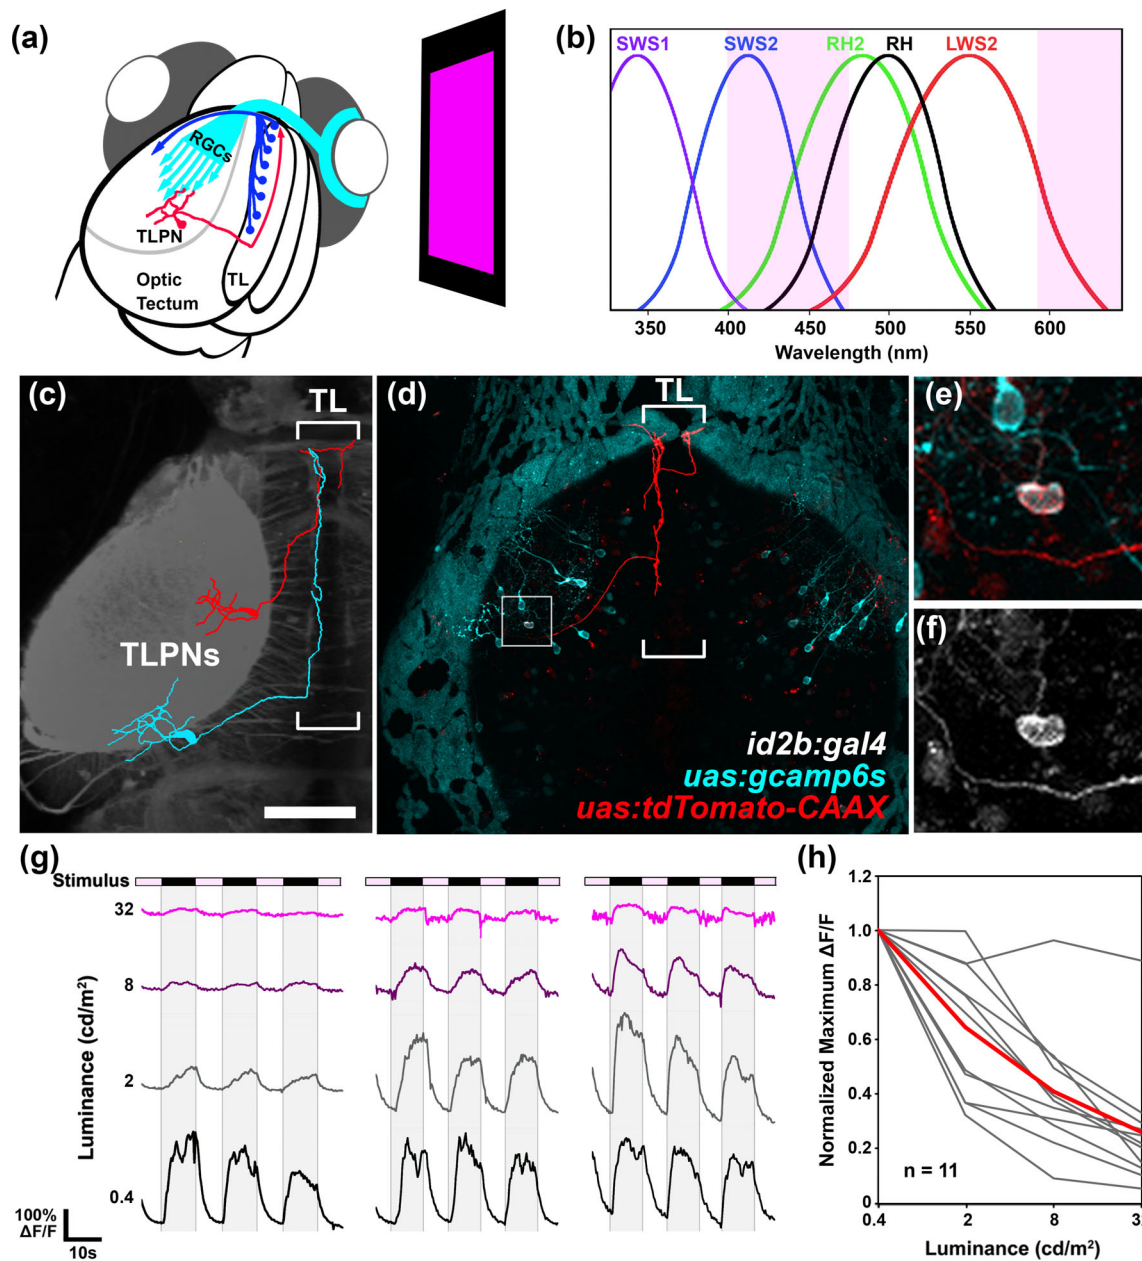 (a)
RGCs
TLPN
Optic
Tectum
TL
(b)
SWS1 SWS2 RH2 RH LWS2
350 400 450 500 550 600
Wavelength (nm)
(c)
TL
TLPNs
(d)
TL
id2b:gal4
uas:gcamp6s
uas:tdTomato-CAAX
(e)
(f)
(g)
Stimulus
32
8
2
0.4
Luminance (cd/m²)
100%
ΔF/F
10s
(h)
1.2
1.0
0.8
0.6
0.4
0.2
0
Normalized Maximum ΔF/F
n = 11
0.4 2 8
Luminance (cd/m²)